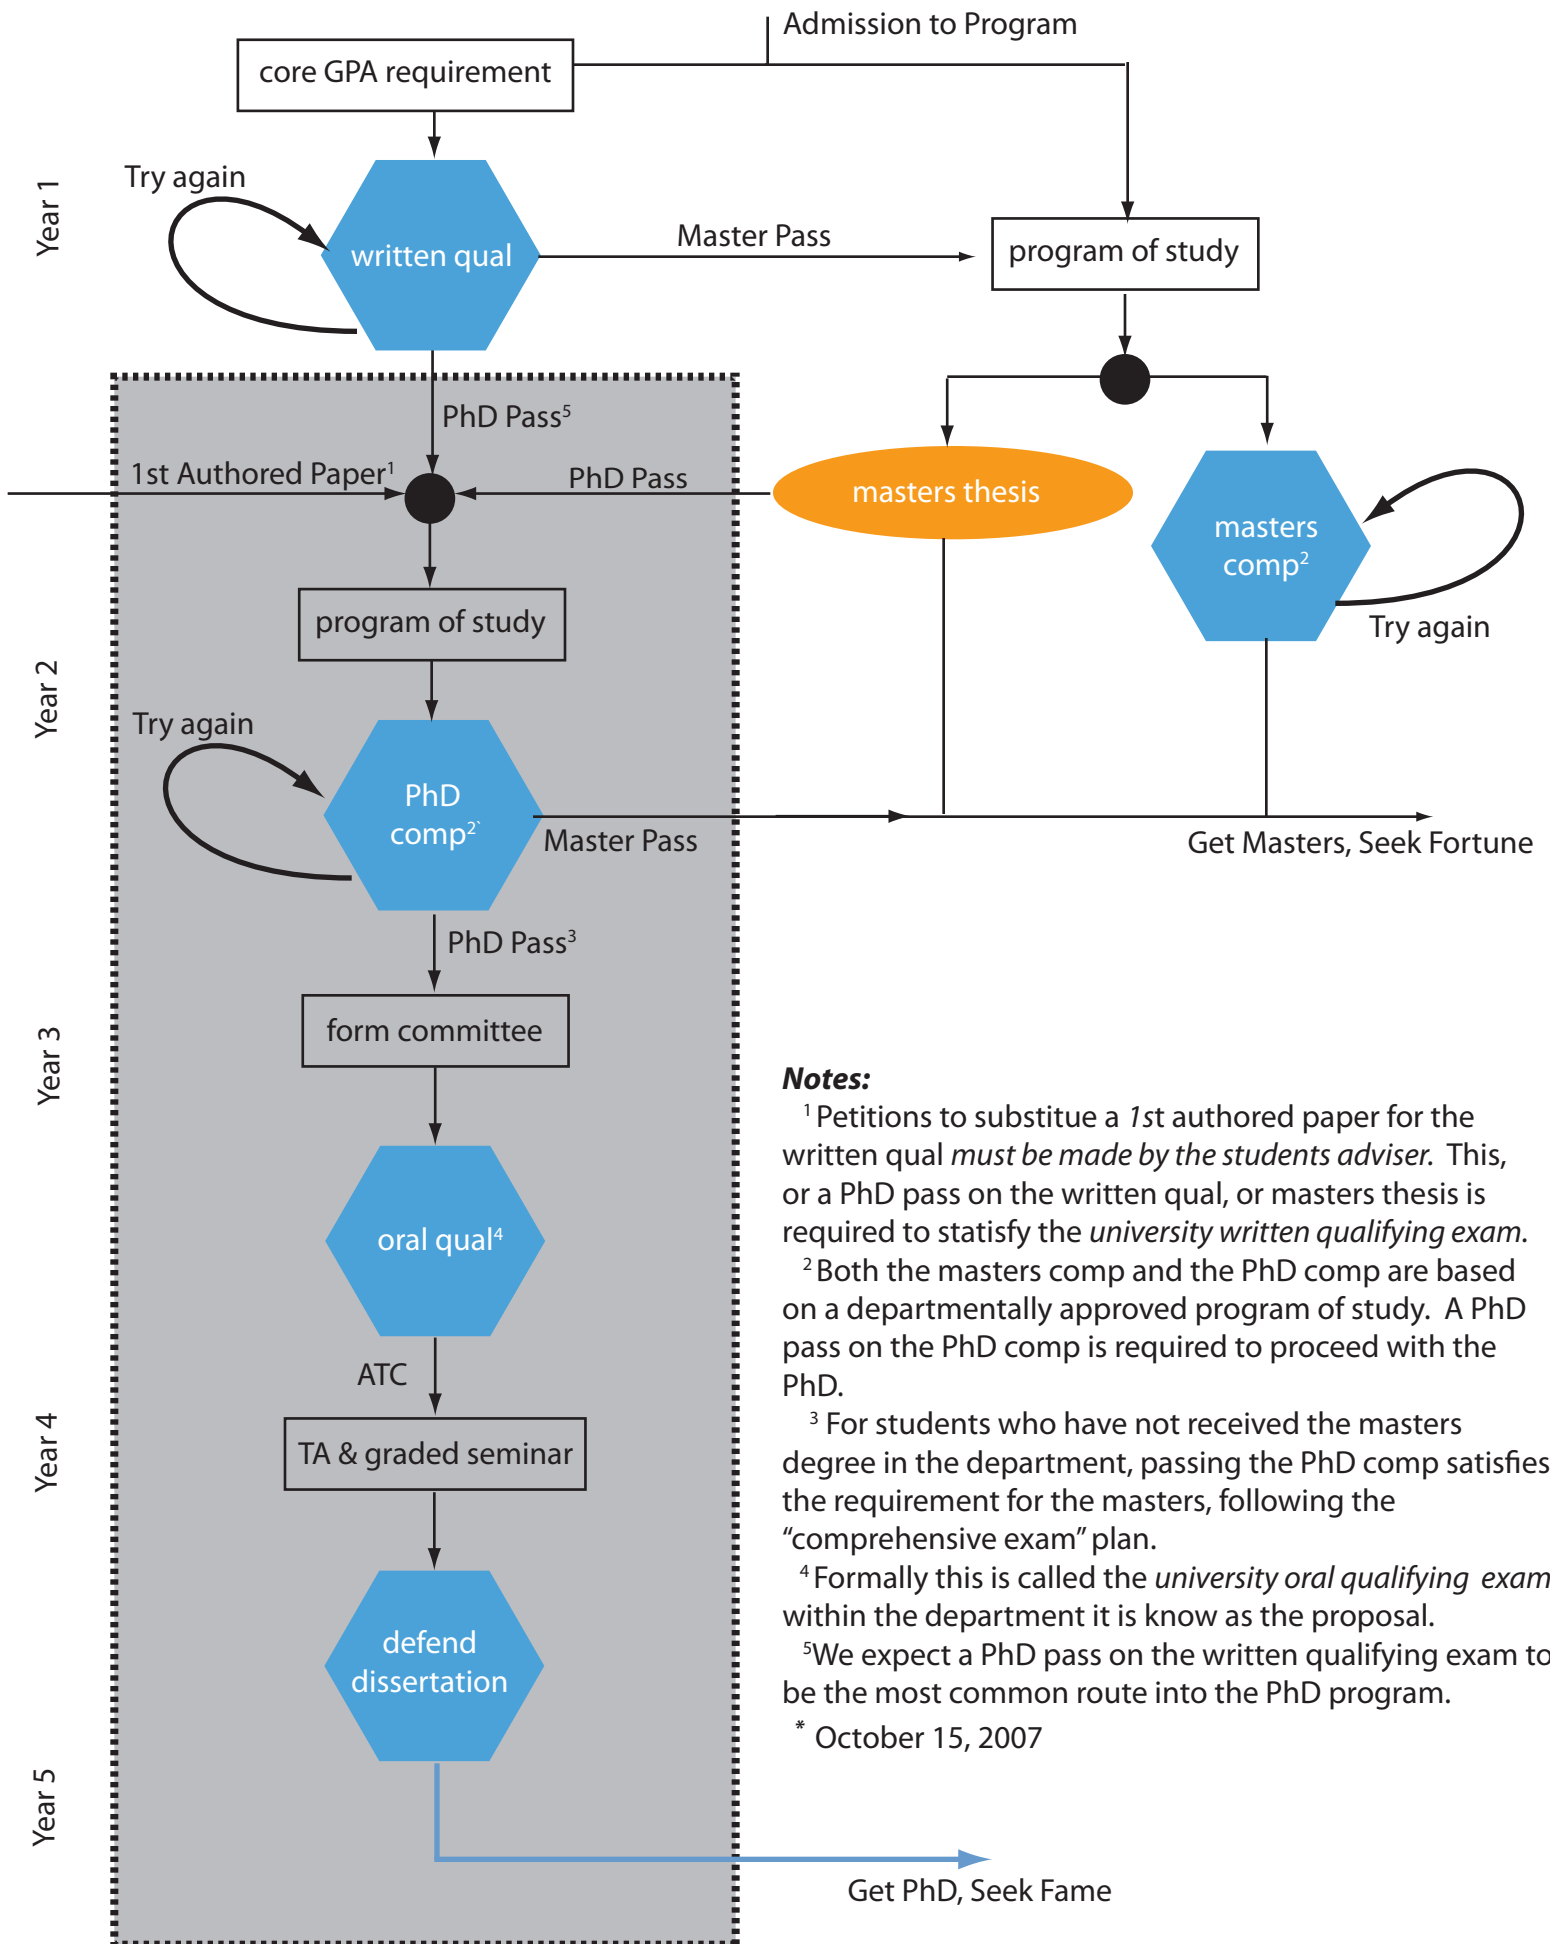 Admission to Program
core GPA requirement
Year 1
Try again
written qual
Master Pass
program of study
PhD Pass⁵
1st Authored Paper¹
PhD Pass
masters thesis
masters
comp²
Try again
program of study
Year 2
Try again
PhD
comp²`
Master Pass
Get Masters, Seek Fortune
PhD Pass³
form committee
Year 3
oral qual⁴
ATC
Year 4
TA & graded seminar
defend
dissertation
Year 5
Get PhD, Seek Fame
Notes:
¹ Petitions to substitue a 1st authored paper for the
written qual must be made by the students adviser. This,
or a PhD pass on the written qual, or masters thesis is
required to statisfy the university written qualifying exam.
² Both the masters comp and the PhD comp are based
on a departmentally approved program of study. A PhD
pass on the PhD comp is required to proceed with the
PhD.
³ For students who have not received the masters
degree in the department, passing the PhD comp satisfies
the requirement for the masters, following the
“comprehensive exam” plan.
⁴ Formally this is called the university oral qualifying exam
within the department it is know as the proposal.
⁵We expect a PhD pass on the written qualifying exam to
be the most common route into the PhD program.
* October 15, 2007